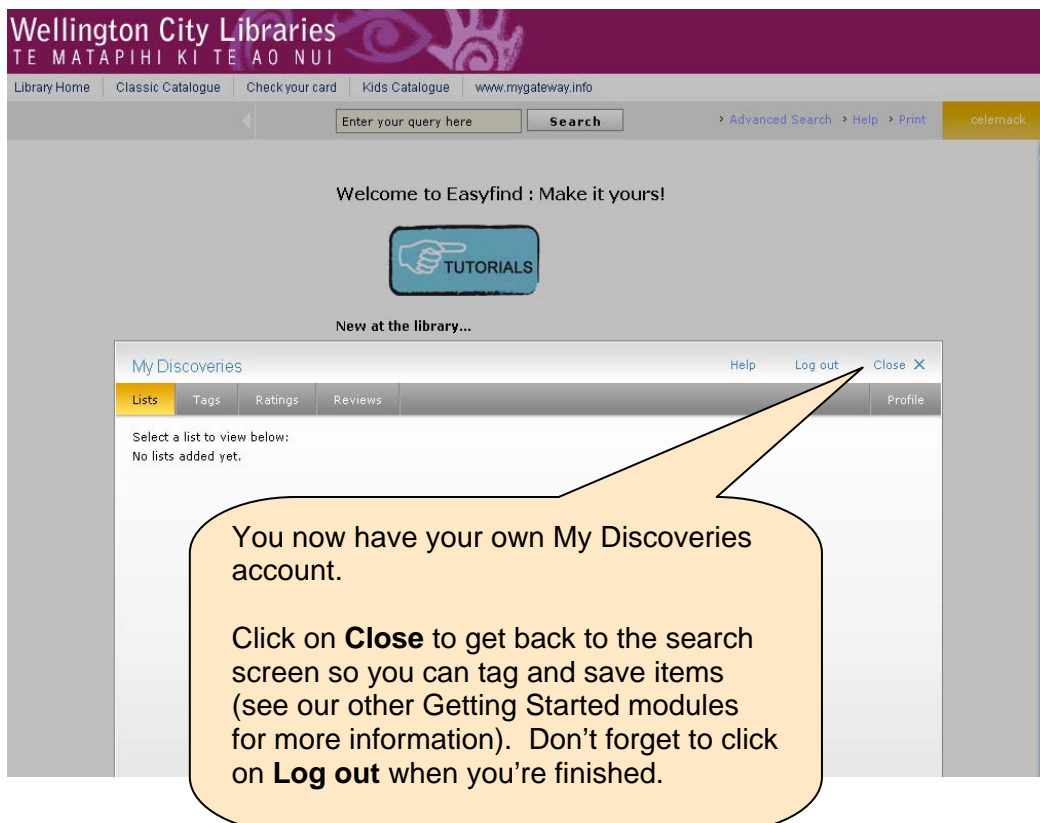 Wellington City Libraries
TE MATAPIHI KI TE AO NUI
Library Home Classic Catalogue Check your card Kids Catalogue www.mygateway.info
Enter your query here Search › Advanced Search › Help › Print celemack
Welcome to Easyfind : Make it yours!
TUTORIALS
New at the library...
My Discoveries Help Log out Close X
Lists Tags Ratings Reviews Profile
Select a list to view below:
No lists added yet.
You now have your own My Discoveries
account.
Click on Close to get back to the search
screen so you can tag and save items
(see our other Getting Started modules
for more information). Don’t forget to click
on Log out when you’re finished.